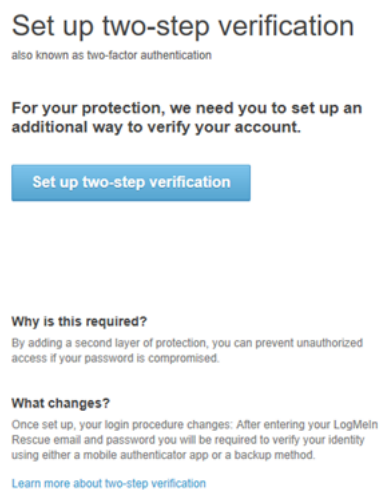 Set up two-step verification
also known as two-factor authentication
For your protection, we need you to set up an
additional way to verify your account.
Set up two-step verification
Why is this required?
By adding a second layer of protection, you can prevent unauthorized
access if your password is compromised.
What changes?
Once set up, your login procedure changes: After entering your LogMeIn
Rescue email and password you will be required to verify your identity
using either a mobile authenticator app or a backup method.
Learn more about two-step verification